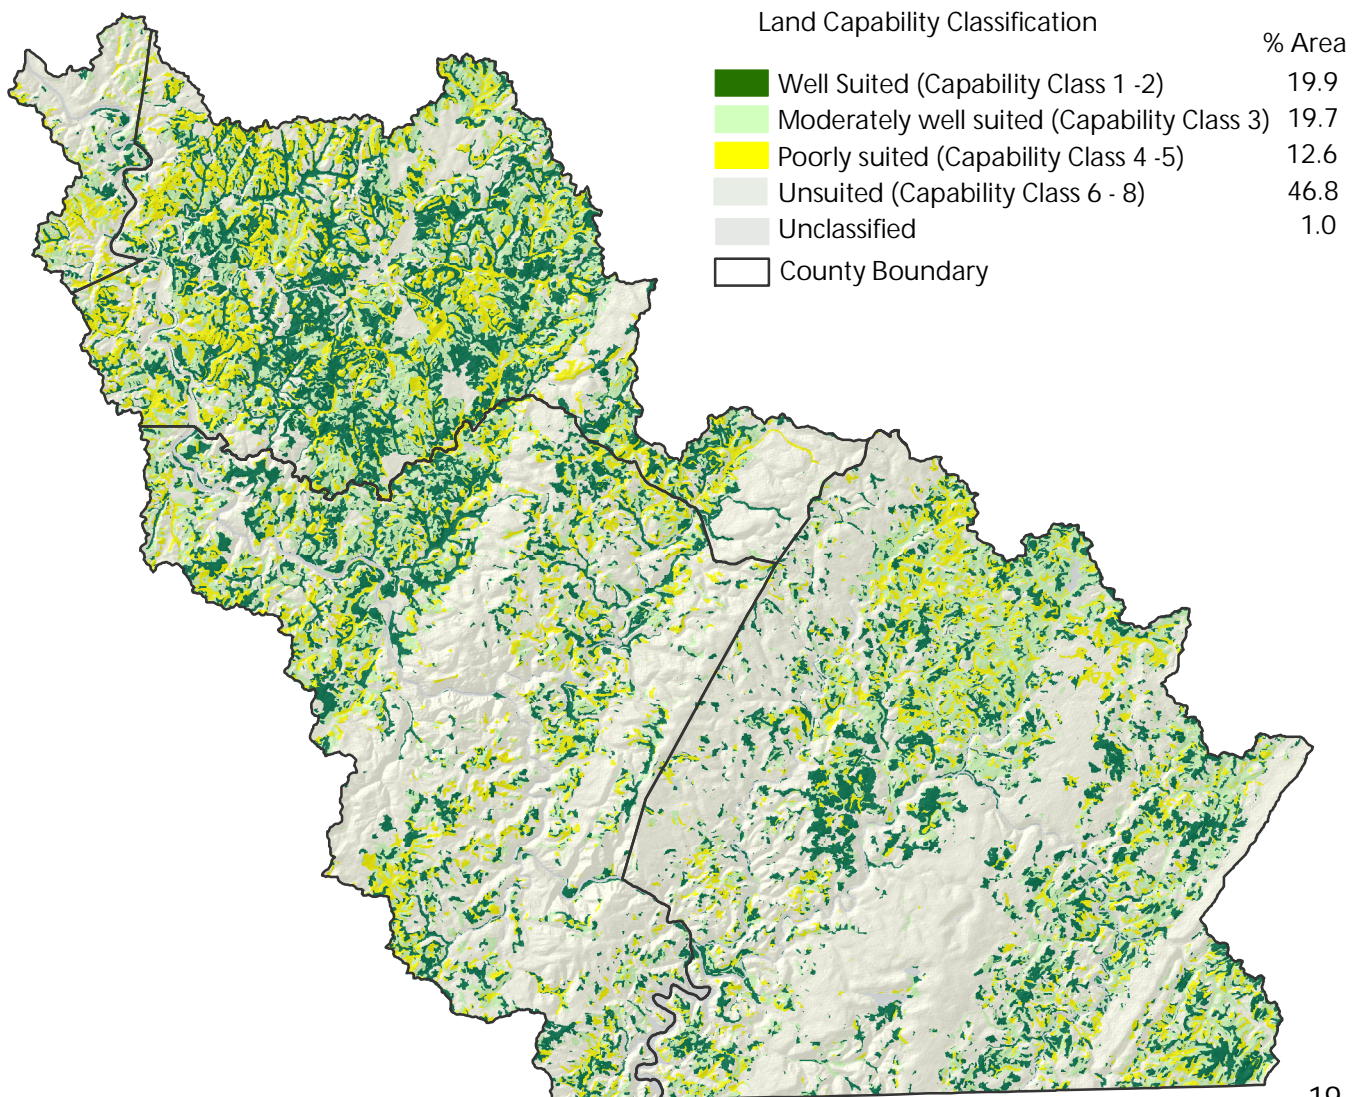 Land Capability Classification
% Area
Well Suited (Capability Class 1 -2) 19.9
Moderately well suited (Capability Class 3) 19.7
Poorly suited (Capability Class 4 -5) 12.6
Unsuited (Capability Class 6 - 8) 46.8
Unclassified 1.0
County Boundary
19